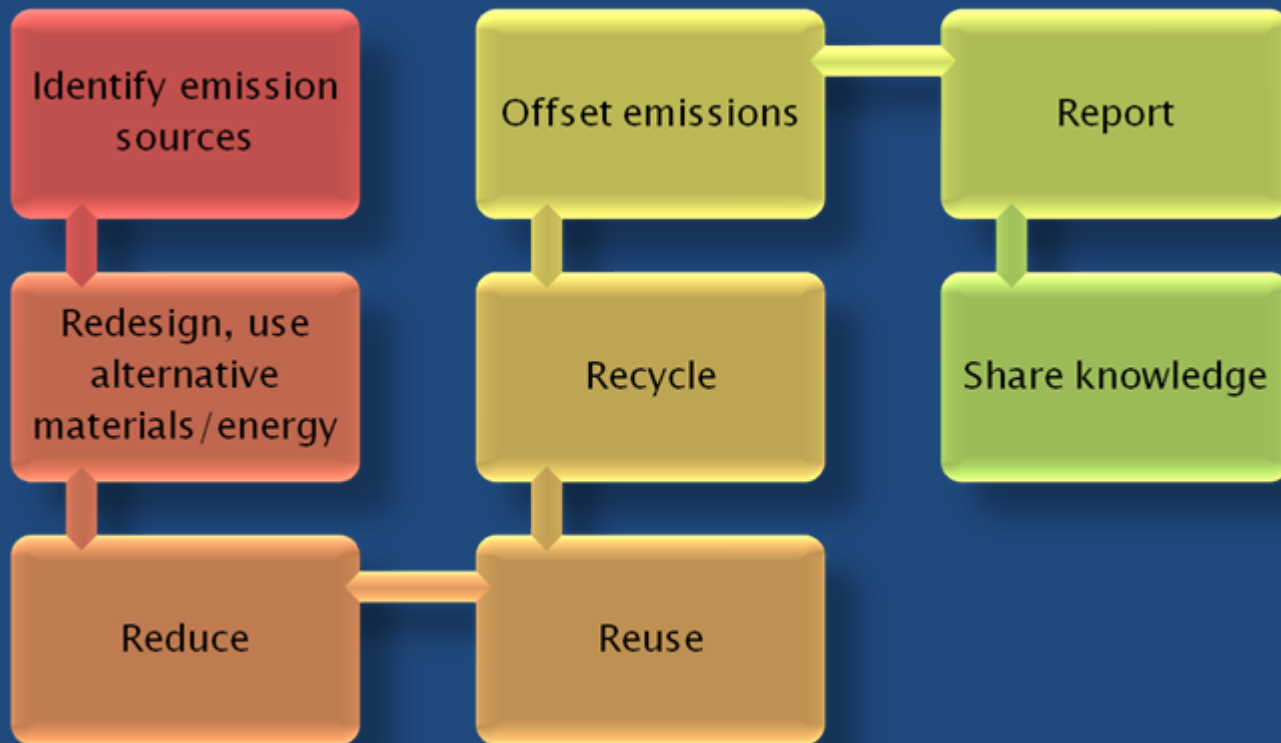 Identify emission
sources
Redesign, use
alternative
materials/energy
Reduce
Reuse
Recycle
Offset emissions
Report
Share knowledge